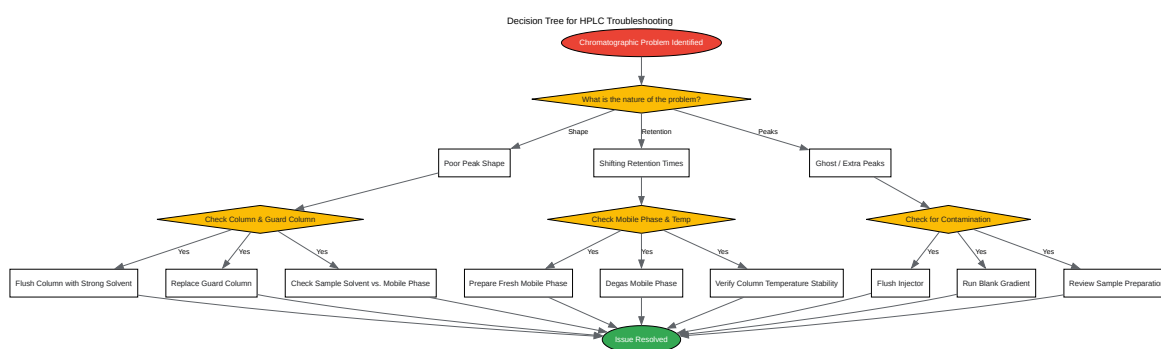 Decision Tree for HPLC Troubleshooting
Chromatographic Problem Identified
What is the nature of the problem?
Shape
Retention
Peaks
Poor Peak Shape
Shifting Retention Times
Ghost / Extra Peaks
Check Column & Guard Column
Check Mobile Phase & Temp
Check for Contamination
Yes
Yes
Yes
Yes
Yes
Yes
Yes
Yes
Yes
Flush Column with Strong Solvent
Replace Guard Column
Check Sample Solvent vs. Mobile Phase
Prepare Fresh Mobile Phase
Degas Mobile Phase
Verify Column Temperature Stability
Flush Injector
Run Blank Gradient
Review Sample Preparatio
Issue Resolved